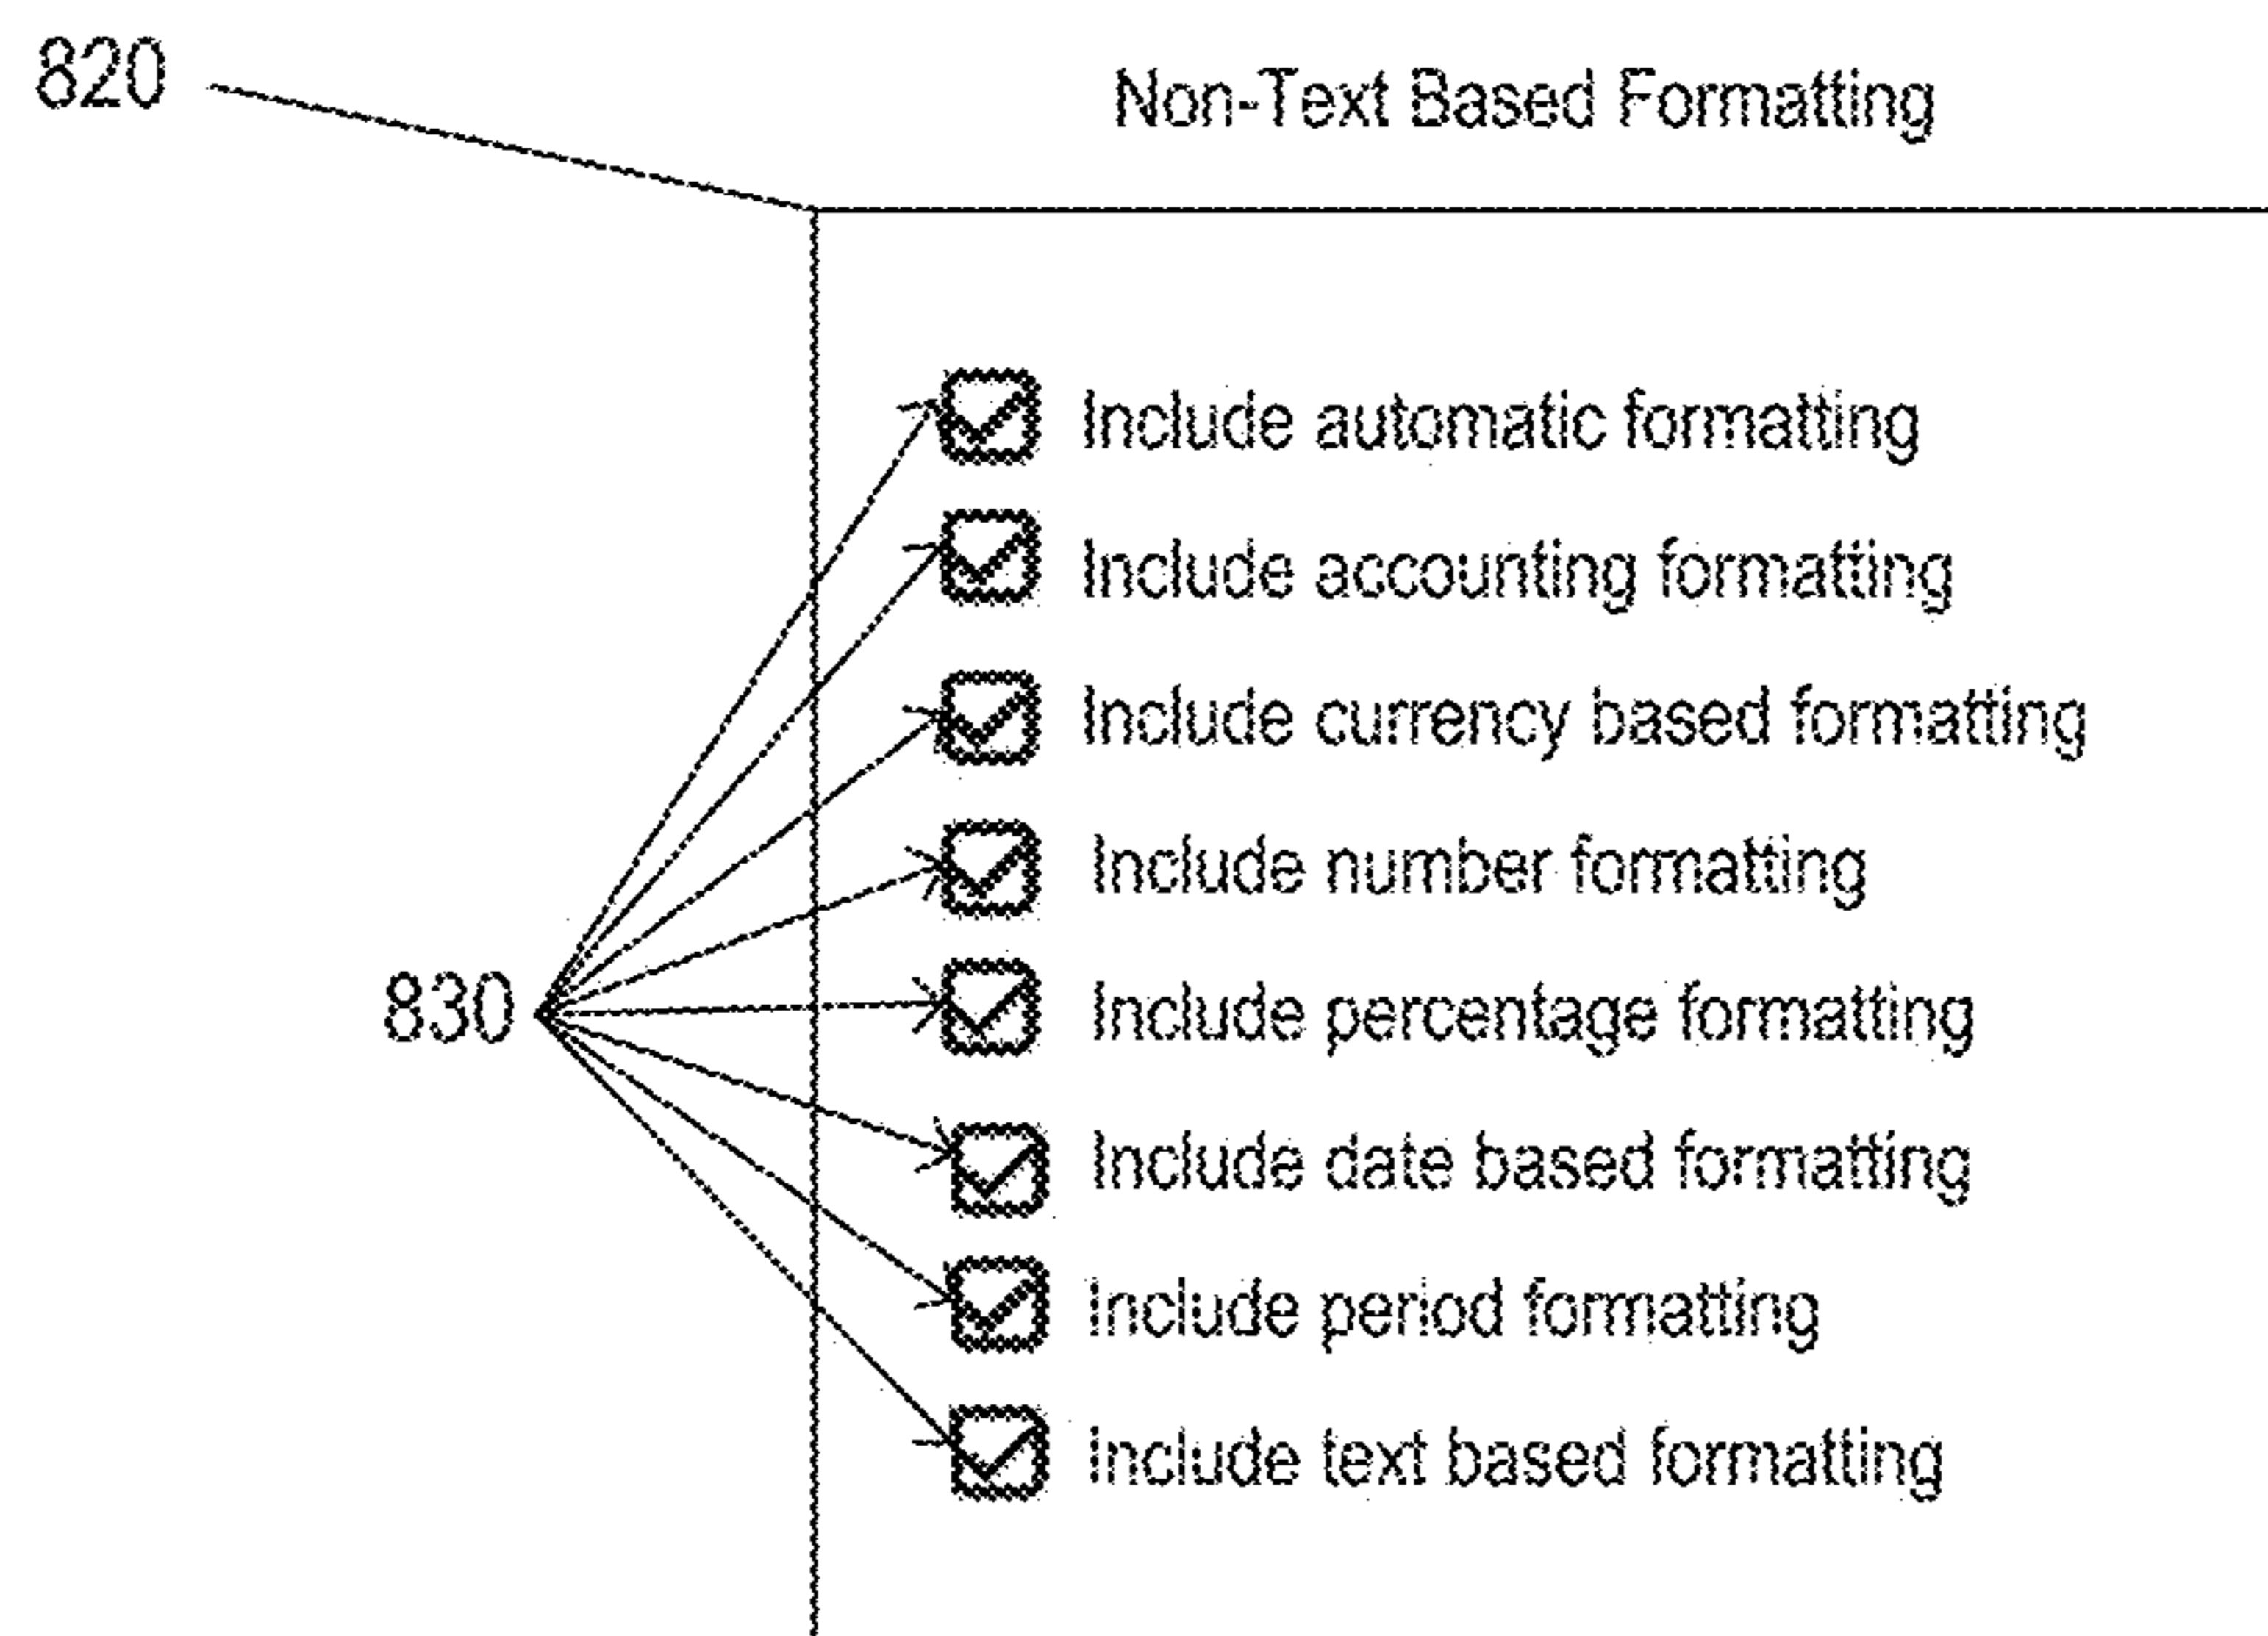 820
Non-Text Based Formatting
Include automatic formatting
Include accounting formatting
Include currency based formatting
Include number formatting
830
Include percentage formatting
Include date based formatting
Include period formatting
Include text based formatting